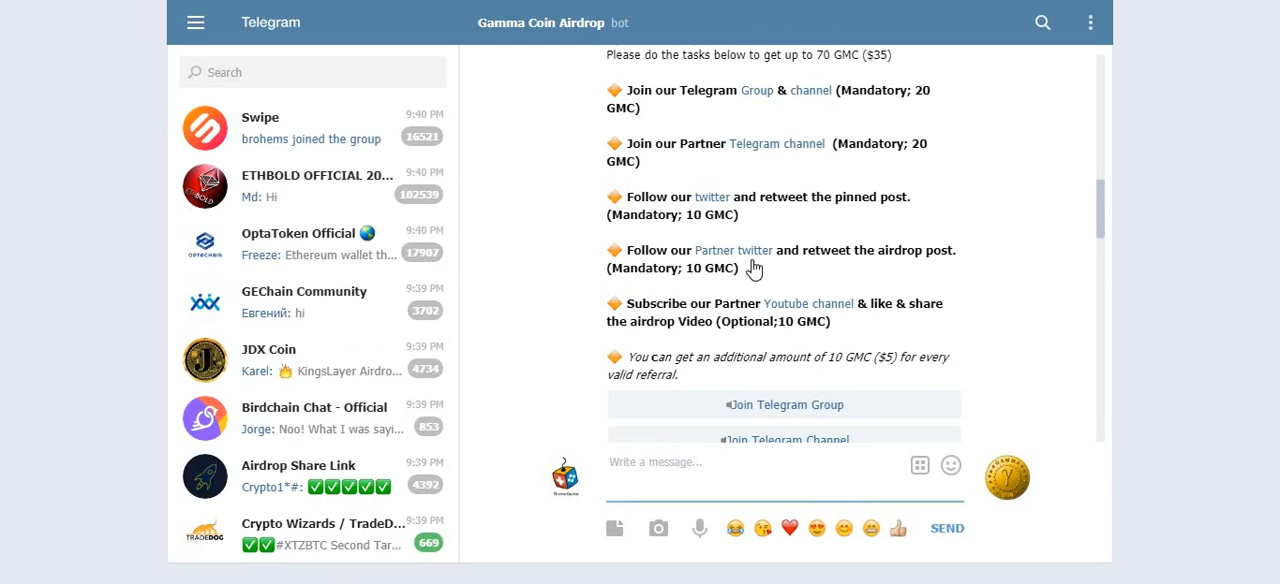 Telegram
Gamma Coin Airdrop bot
Search
Swipe 9:40 PM
brohems joined the group 16521
ETHBOLD OFFICIAL 20... 9:40 PM
Md: Hi 102539
OptaToken Official 🌏 9:40 PM
Freeze: Ethereum wallet th... 17907
GEChain Community 9:39 PM
Евгений: hi 3702
JDX Coin 9:39 PM
Karel: 🔥 KingsLayer Airdro... 4734
Birdchain Chat - Official 9:39 PM
Jorge: Noo! What I was sayi... 853
Airdrop Share Link 9:39 PM
Crypto1*#: ✅✅✅✅✅ 4392
Crypto Wizards / TradeD... 9:39 PM
✅✅#XTZBTC Second Tar... 669
TRADEDOG
Please do the tasks below to get up to 70 GMC ($35)
🔶 Join our Telegram Group & channel (Mandatory; 20
GMC)
🔶 Join our Partner Telegram channel (Mandatory; 20
GMC)
🔶 Follow our twitter and retweet the pinned post.
(Mandatory; 10 GMC)
🔶 Follow our Partner twitter and retweet the airdrop post.
(Mandatory; 10 GMC)
🔶 Subscribe our Partner Youtube channel & like & share
the airdrop Video (Optional;10 GMC)
🔶 You can get an additional amount of 10 GMC ($5) for every
valid referral.
Join Telegram Group
Join Telegram Channel
Write a message...
SEND